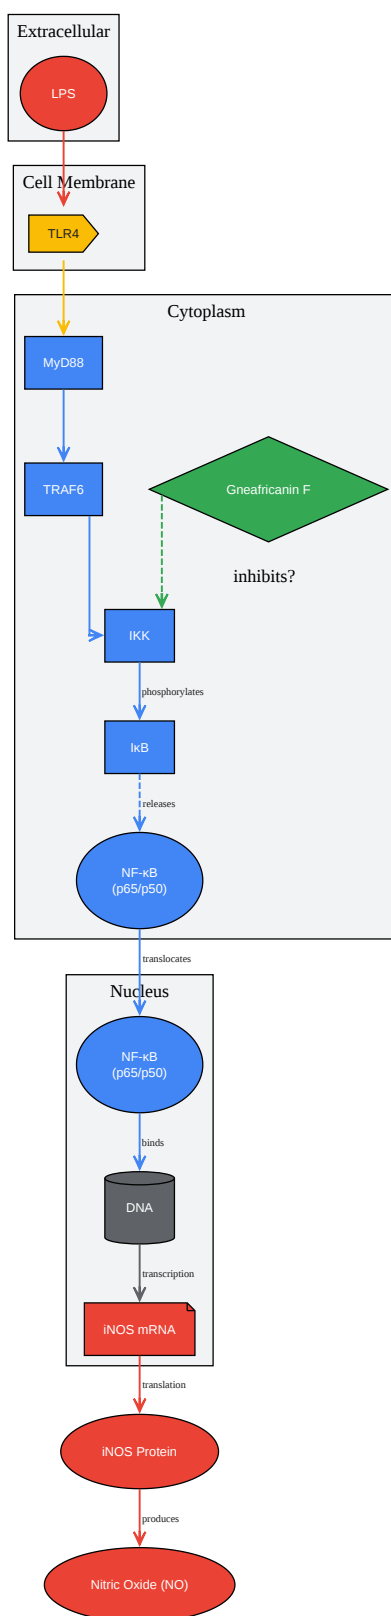 Extracellular
LPS
Cell Membrane
TLR4
Cytoplasm
MyD88
TRAF6
Gneafricanin F
inhibits?
IKK
phosphorylates
IκB
releases
NF-κB
(p65/p50)
translocates
Nucleus
NF-κB
(p65/p50)
binds
DNA
transcription
iNOS mRNA
translation
iNOS Protein
produces
Nitric Oxide (NO)